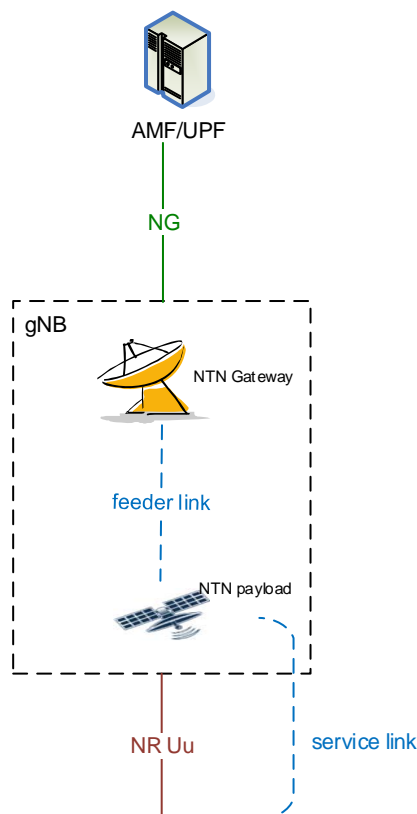 AMF/UPF
NG
gNB
NTN Gateway
feeder link
NTN payload
NR Uu
service link